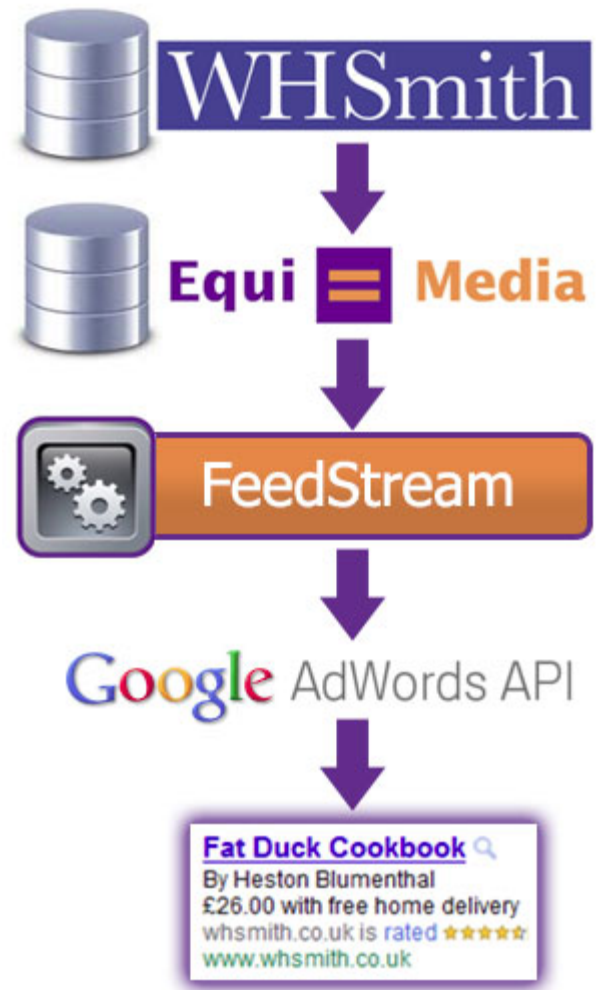 WHSmith
Equi = Media
FeedStream
Google AdWords API
Fat Duck Cookbook
By Heston Blumenthal
£26.00 with free home delivery
whsmith.co.uk is rated ★★★★★
www.whsmith.co.uk